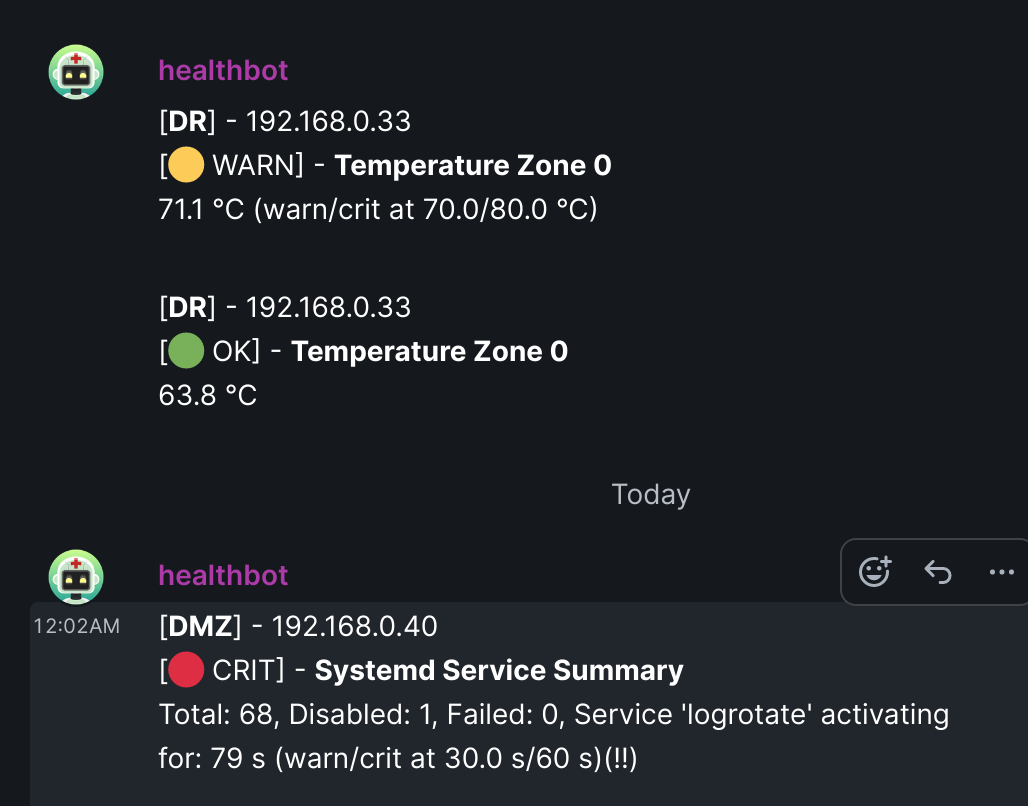 healthbot
[DR] - 192.168.0.33
[🟡 WARN] - Temperature Zone 0
71.1 °C (warn/crit at 70.0/80.0 °C)
[DR] - 192.168.0.33
[🟢 OK] - Temperature Zone 0
63.8 °C
Today
healthbot
12:02AM [DMZ] - 192.168.0.40
[🔴 CRIT] - Systemd Service Summary
Total: 68, Disabled: 1, Failed: 0, Service 'logrotate' activating
for: 79 s (warn/crit at 30.0 s/60 s)(!!)